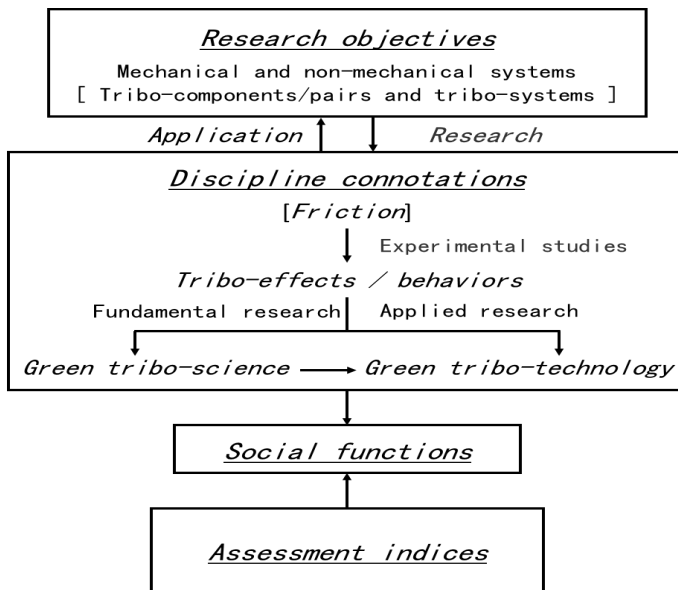 Research objectives
Mechanical and non-mechanical systems
[ Tribo-components/pairs and tribo-systems ]
Application Research
Discipline connotations
[Friction]
Experimental studies
Tribo-effects / behaviors
Fundamental research Applied research
Green tribo-science Green tribo-technology
Social functions
Assessment indices